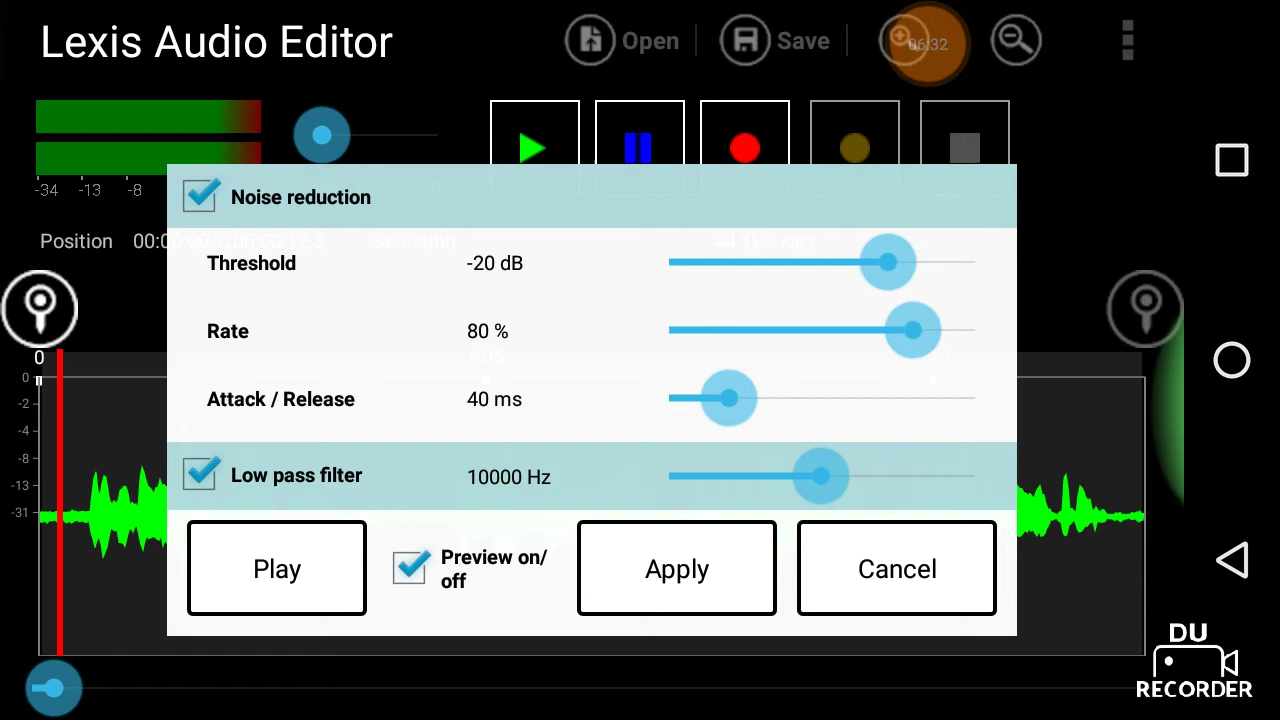 Lexis Audio Editor
Open
Save
06:32
-34 -13 -8
Noise reduction
Position
Threshold -20 dB
Rate 80 %
Attack / Release 40 ms
0
0
-2
-4
-8
-13
-31
Low pass filter 10000 Hz
Play
Preview on/
off
Apply
Cancel
DU
RECORDER